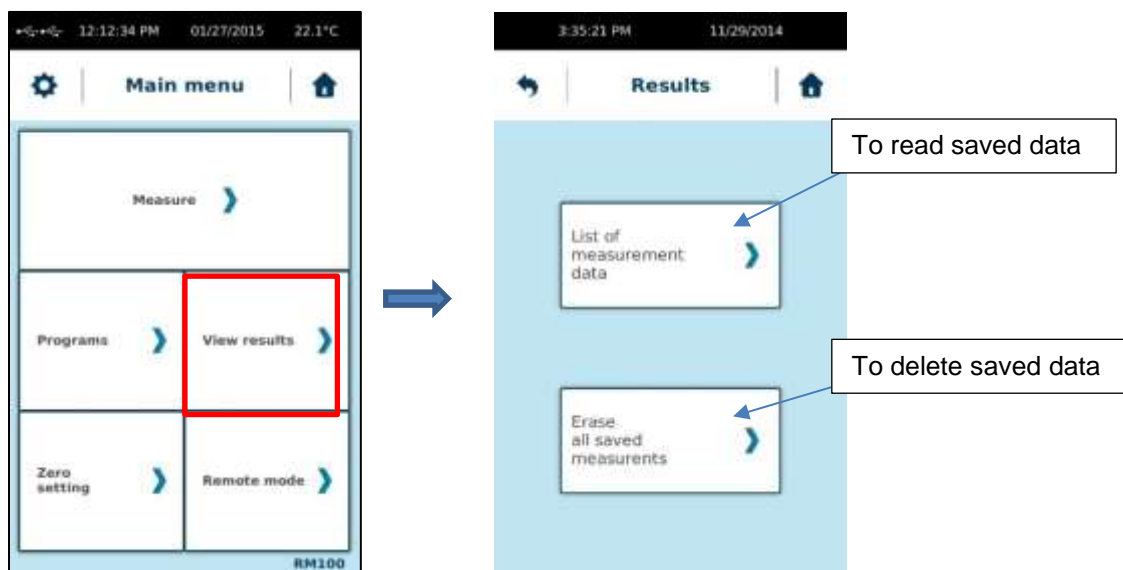 12:12:34 PM 01/27/2015 22.1°C
Main menu
Measure
Programs
View results
Zero
setting
Remote mode
RM100
3:35:21 PM 11/29/2014
Results
To read saved data
List of
measurement
data
To delete saved data
Erase
all saved
measurents